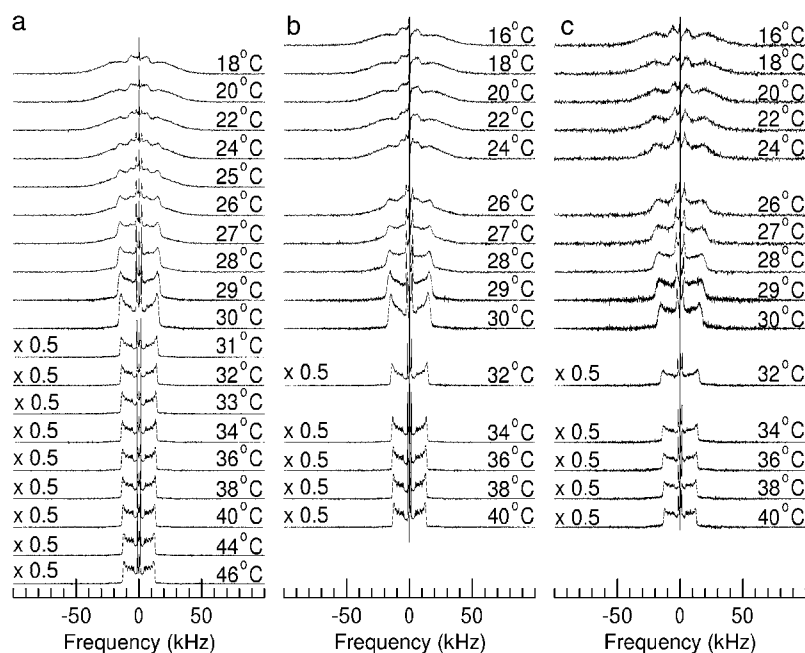 a
18°C
20°C
22°C
24°C
25°C
26°C
27°C
28°C
29°C
30°C
x 0.5 31°C
x 0.5 32°C
x 0.5 33°C
x 0.5 34°C
x 0.5 36°C
x 0.5 38°C
x 0.5 40°C
x 0.5 44°C
x 0.5 46°C
-50 0 50
Frequency (kHz)
b
16°C
18°C
20°C
22°C
24°C
26°C
27°C
28°C
29°C
30°C
x 0.5 32°C
x 0.5 34°C
x 0.5 36°C
x 0.5 38°C
x 0.5 40°C
-50 0 50
Frequency (kHz)
c
16°C
18°C
20°C
22°C
24°C
26°C
27°C
28°C
29°C
30°C
x 0.5 32°C
x 0.5 34°C
x 0.5 36°C
x 0.5 38°C
x 0.5 40°C
-50 0 50
Frequency (kHz)